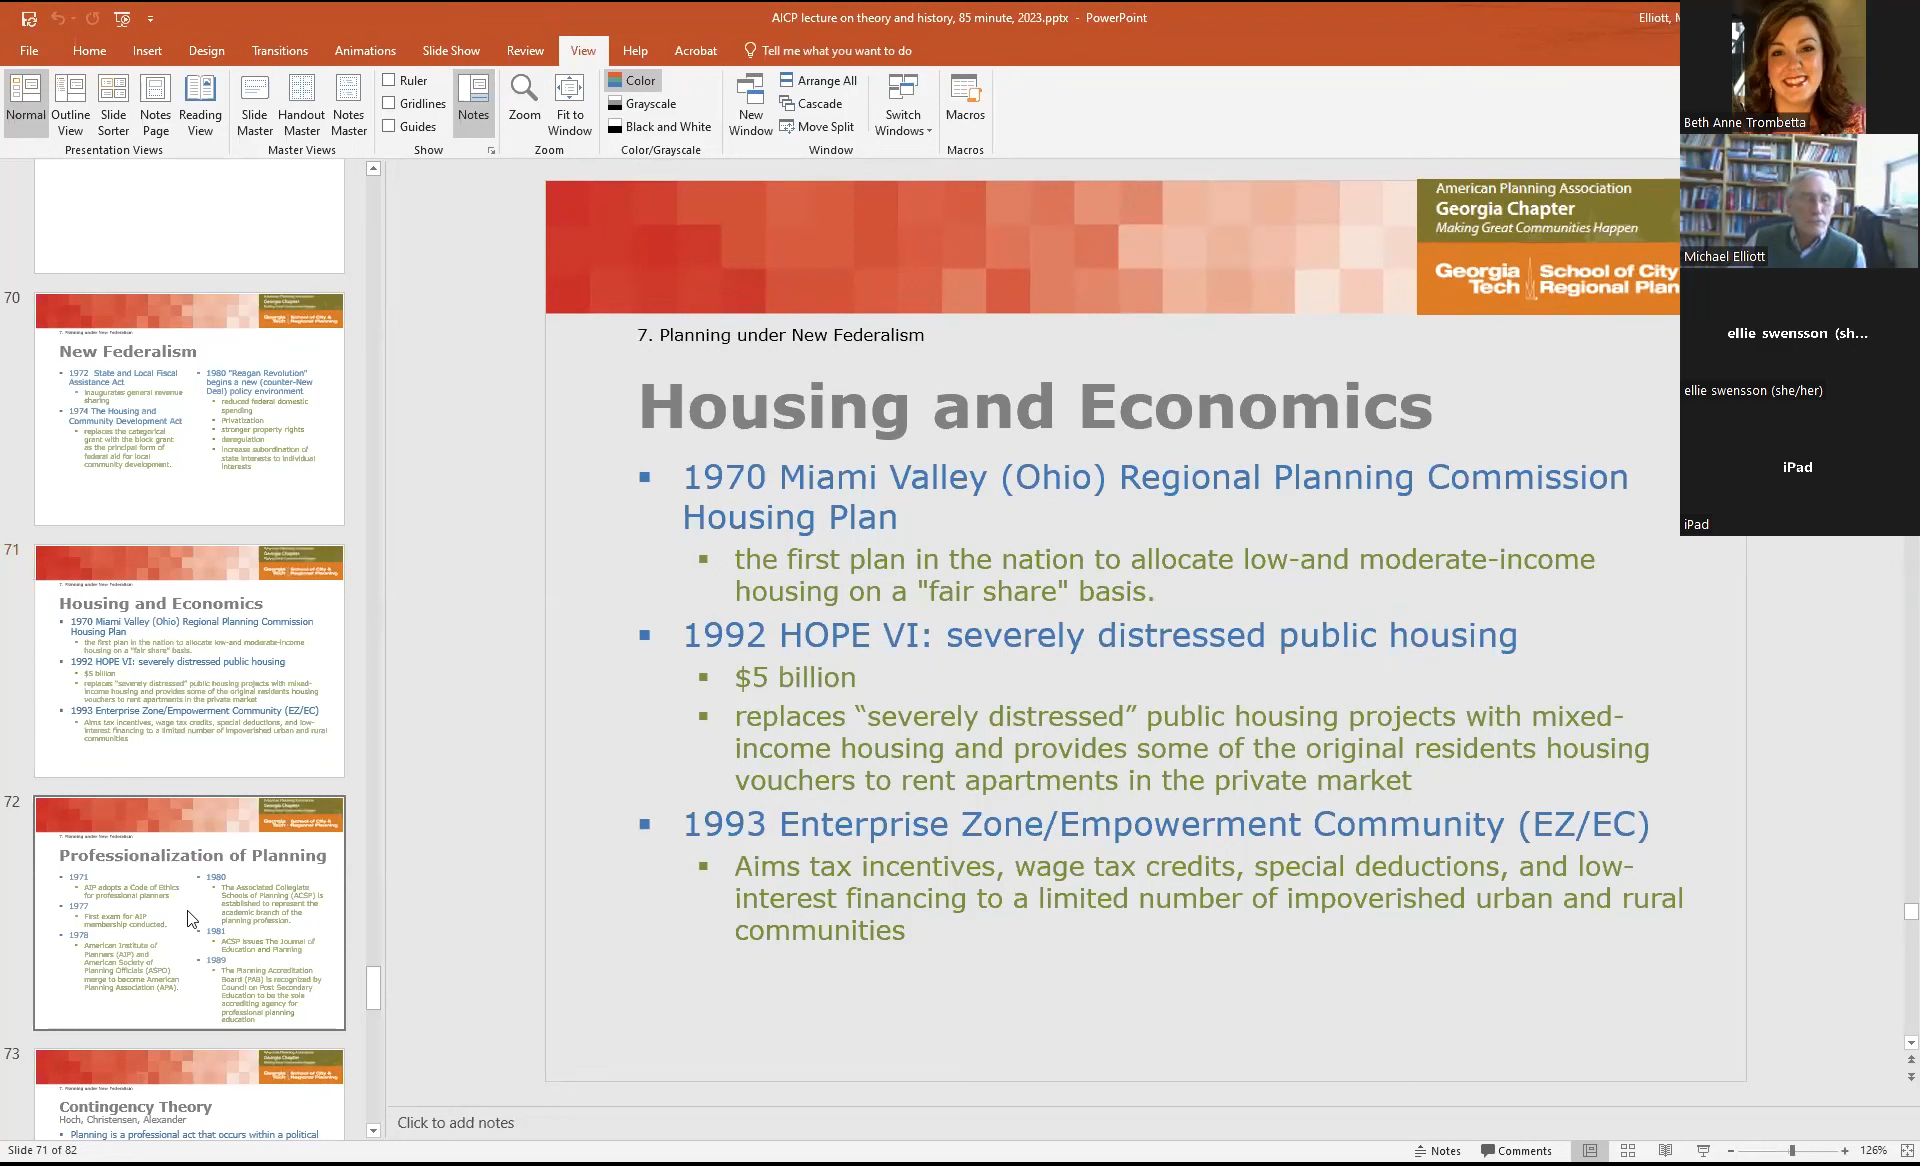 AICP lecture on theory and history, 85 minute, 2023.pptx - PowerPoint
Elliott, M
File Home Insert Design Transitions Animations Slide Show Review View Help Acrobat Tell me what you want to do
Normal
Outline View
Slide Sorter
Notes Page
Reading View
Presentation Views
Slide Master
Handout Master
Notes Master
Master Views
Ruler
Gridlines
Guides
Show
Notes
Zoom
Fit to Window
Zoom
Color
Grayscale
Black and White
Color/Grayscale
New Window
Arrange All
Cascade
Move Split
Switch Windows
Window
Macros
Macros
Beth Anne Trombetta
Michael Elliott
ellie swensson (sh...
ellie swensson (she/her)
iPad
iPad
70
7. Planning under New Federalism
New Federalism
1972 State and Local Fiscal
Assistance Act
inaugurates general revenue
sharing
1974 The Housing and
Community Development Act
replaces the categorical
grant with the block grant
as the principal form of
federal aid for local
community development.
1980 "Reagan Revolution"
begins a new (counter-New
Deal) policy environment
reduced federal domestic
spending
Privatization
stronger property rights
deregulation
increase subordination of
state interests to individual
interests
71
7. Planning under New Federalism
Housing and Economics
1970 Miami Valley (Ohio) Regional Planning Commission
Housing Plan
the first plan in the nation to allocate low-and moderate-income
housing on a "fair share" basis.
1992 HOPE VI: severely distressed public housing
$5 billion
replaces “severely distressed” public housing projects with mixed-
income housing and provides some of the original residents housing
vouchers to rent apartments in the private market
1993 Enterprise Zone/Empowerment Community (EZ/EC)
Aims tax incentives, wage tax credits, special deductions, and low-
interest financing to a limited number of impoverished urban and rural
communities
72
7. Planning under New Federalism
Professionalization of Planning
1971
AIP adopts a Code of Ethics
for professional planners
1977
First exam for AIP
membership conducted.
1978
American Institute of
Planners (AIP) and
American Society of
Planning Officials (ASPO)
merge to become American
Planning Association (APA).
1980
The Associated Collegiate
Schools of Planning (ACSP) is
established to represent the
academic branch of the
planning profession.
1981
ACSP issues The Journal of
Education and Planning
1989
The Planning Accreditation
Board (PAB) is recognized by
Council on Post Secondary
Education to be the sole
accrediting agency for
professional planning
education
73
7. Planning under New Federalism
Contingency Theory
Hoch, Christensen, Alexander
Planning is a professional act that occurs within a political
American Planning Association
Georgia Chapter
Making Great Communities Happen
Georgia Tech
School of City
Regional Plan
7. Planning under New Federalism
Housing and Economics
1970 Miami Valley (Ohio) Regional Planning Commission
Housing Plan
the first plan in the nation to allocate low-and moderate-income
housing on a "fair share" basis.
1992 HOPE VI: severely distressed public housing
$5 billion
replaces “severely distressed” public housing projects with mixed-
income housing and provides some of the original residents housing
vouchers to rent apartments in the private market
1993 Enterprise Zone/Empowerment Community (EZ/EC)
Aims tax incentives, wage tax credits, special deductions, and low-
interest financing to a limited number of impoverished urban and rural
communities
Click to add notes
Slide 71 of 82
Notes
Comments
126%